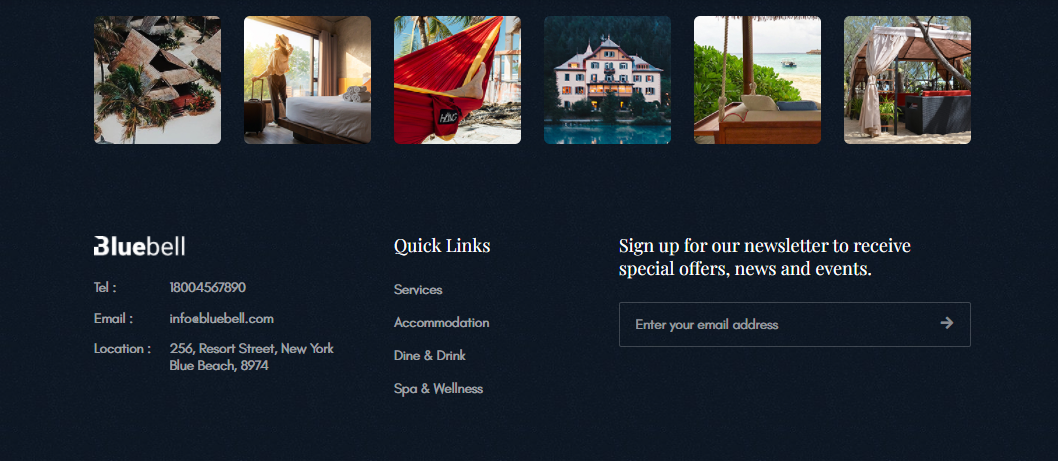 HANG
Bluebell
Tel : 18004567890
Email : info@bluebell.com
Location : 256, Resort Street, New York
Blue Beach, 8974
Quick Links
Services
Accommodation
Dine & Drink
Spa & Wellness
Sign up for our newsletter to receive
special offers, news and events.
Enter your email address